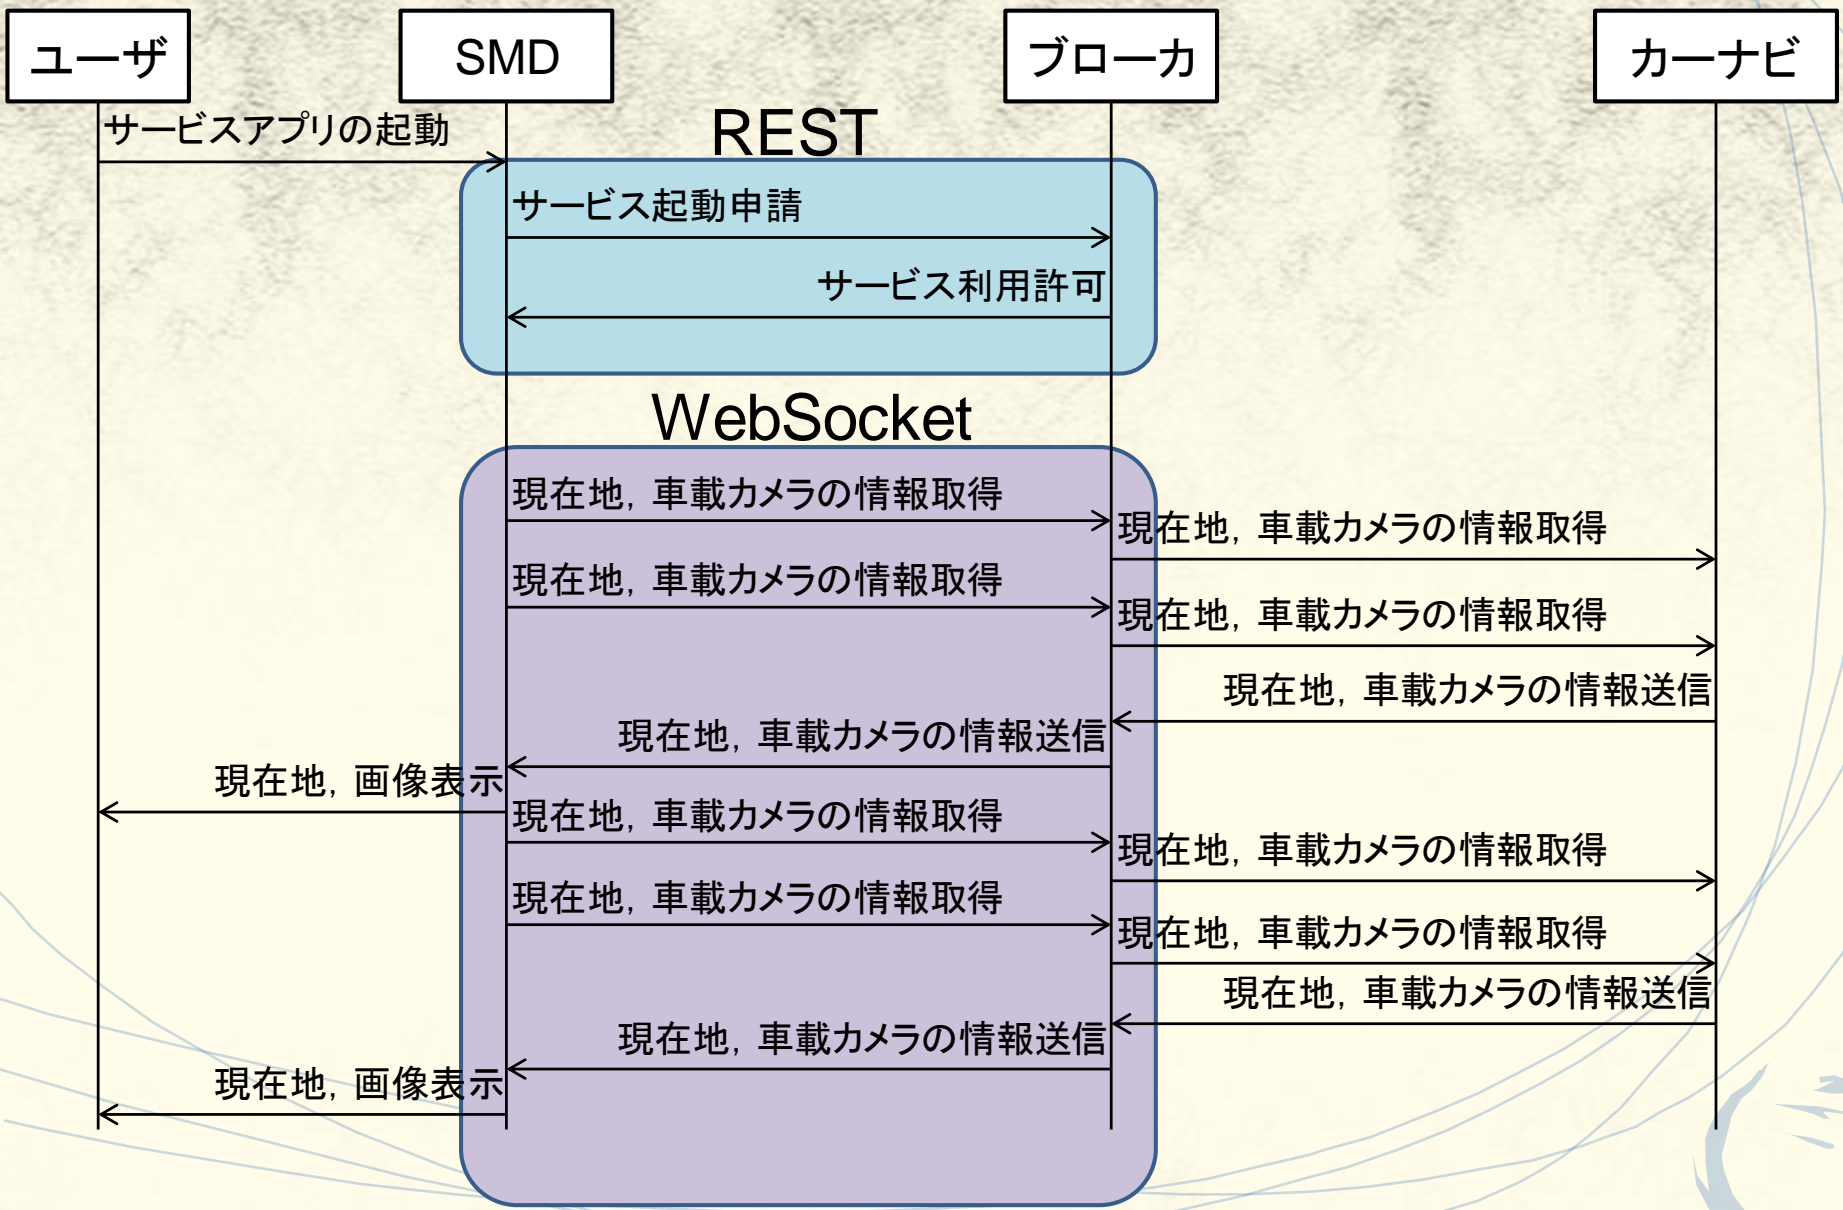 ユーザ
SMD
ブローカ
カーナビ
サービスアプリの起動
REST
サービス起動申請
サービス利用許可
WebSocket
現在地, 車載カメラの情報取得
現在地, 車載カメラの情報取得
現在地, 車載カメラの情報取得
現在地, 車載カメラの情報取得
現在地, 車載カメラの情報送信
現在地, 車載カメラの情報送信
現在地, 画像表示
現在地, 車載カメラの情報取得
現在地, 車載カメラの情報取得
現在地, 車載カメラの情報取得
現在地, 車載カメラの情報取得
現在地, 車載カメラの情報送信
現在地, 車載カメラの情報送信
現在地, 画像表示